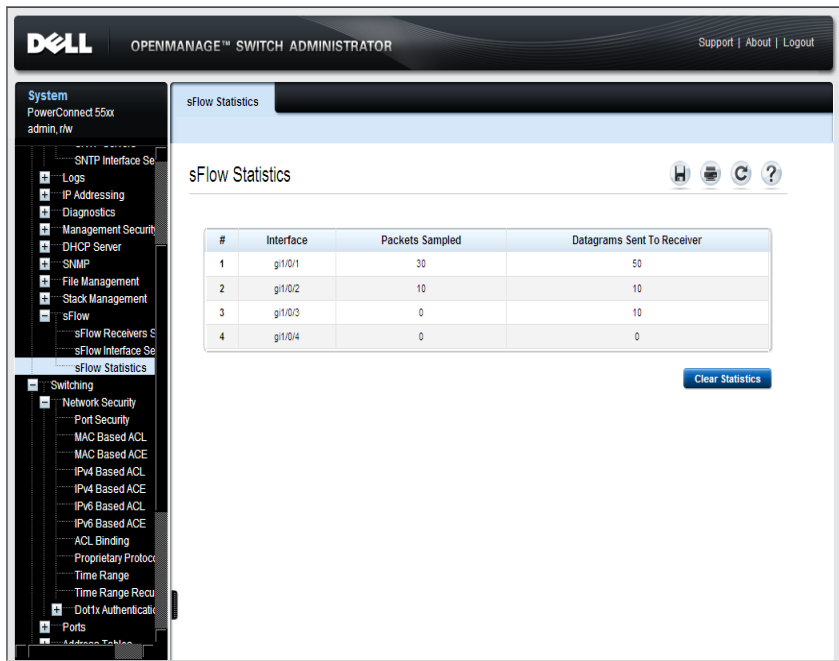 DELL
OPENMANAGE™ SWITCH ADMINISTRATOR
Support | About | Logout
System
PowerConnect 55xx
admin, r/w
SNTP Interface Se
Logs
IP Addressing
Diagnostics
Management Security
DHCP Server
SNMP
File Management
Stack Management
sFlow
sFlow Receivers S
sFlow Interface Se
sFlow Statistics
Switching
Network Security
Port Security
MAC Based ACL
MAC Based ACE
IPv4 Based ACL
IPv4 Based ACE
IPv6 Based ACL
IPv6 Based ACE
ACL Binding
Proprietary Protoco
Time Range
Time Range Recu
Dot1x Authenticatio
Ports
Address Tables
sFlow Statistics
sFlow Statistics
# Interface Packets Sampled Datagrams Sent To Receiver
1 gi1/0/1 30 50
2 gi1/0/2 10 10
3 gi1/0/3 0 10
4 gi1/0/4 0 0
Clear Statistics